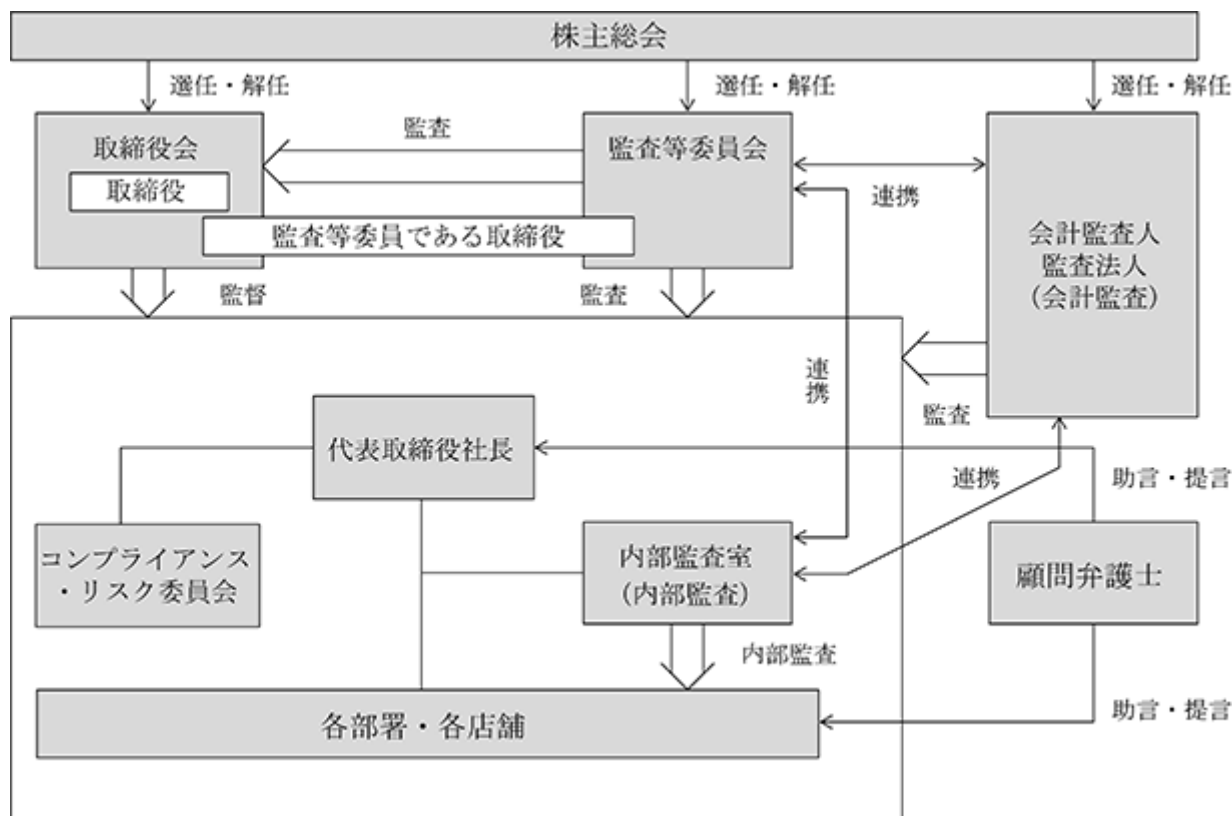 株主総会
選任・解任
選任・解任
選任・解任
取締役会
取締役
監査
監査等委員会
監査等委員である取締役
連携
会計監査人
監査法人
(会計監査)
監督
監査
連携
監査
代表取締役社長
連携
助言・提言
コンプライアンス
・リスク委員会
内部監査室
(内部監査)
顧問弁護士
内部監査
各部署・各店舗
助言・提言